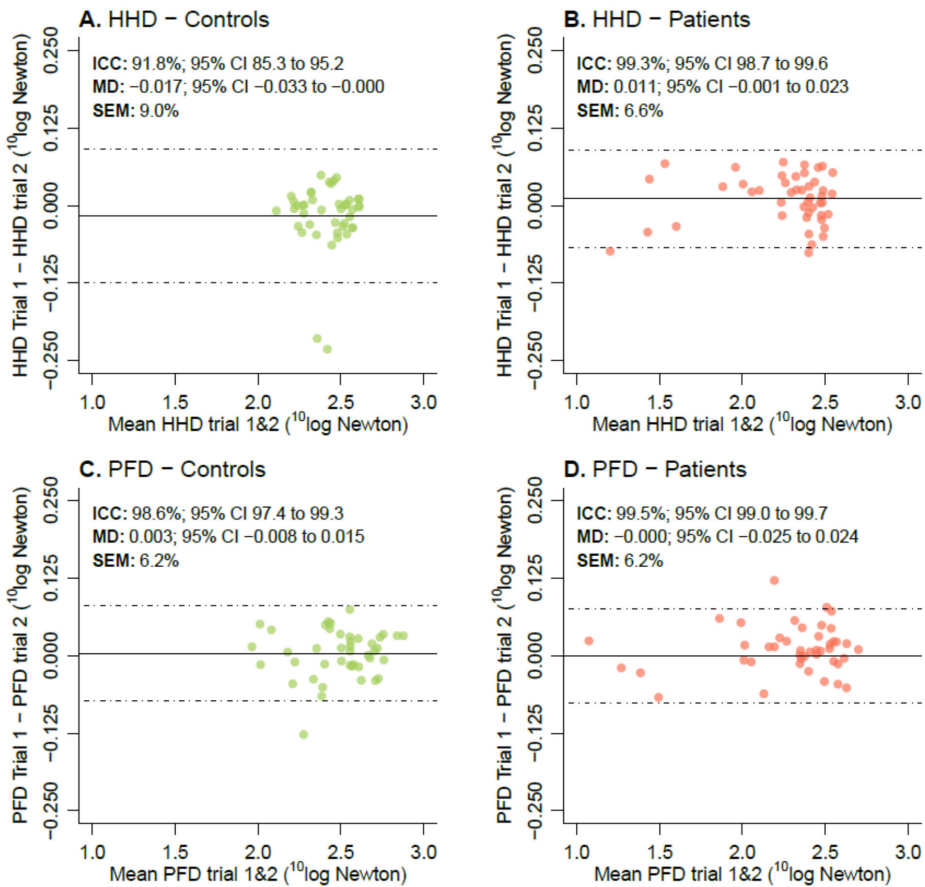 A. HHD − Controls
ICC: 91.8%; 95% CI 85.3 to 95.2
MD: −0.017; 95% CI −0.033 to −0.000
SEM: 9.0%
HHD Trial 1 − HHD trial 2 (10log Newton)
0.250
0.125
0.000
−0.125
−0.250
1.0 1.5 2.0 2.5 3.0
Mean HHD trial 1&2 (10log Newton)
B. HHD − Patients
ICC: 99.3%; 95% CI 98.7 to 99.6
MD: 0.011; 95% CI −0.001 to 0.023
SEM: 6.6%
HHD Trial 1 − HHD trial 2 (10log Newton)
0.250
0.125
0.000
−0.125
−0.250
1.0 1.5 2.0 2.5 3.0
Mean HHD trial 1&2 (10log Newton)
C. PFD − Controls
ICC: 98.6%; 95% CI 97.4 to 99.3
MD: 0.003; 95% CI −0.008 to 0.015
SEM: 6.2%
PFD Trial 1 − PFD trial 2 (10log Newton)
0.250
0.125
0.000
−0.125
−0.250
1.0 1.5 2.0 2.5 3.0
Mean PFD trial 1&2 (10log Newton)
D. PFD − Patients
ICC: 99.5%; 95% CI 99.0 to 99.7
MD: −0.000; 95% CI −0.025 to 0.024
SEM: 6.2%
PFD Trial 1 − PFD trial 2 (10log Newton)
0.250
0.125
0.000
−0.125
−0.250
1.0 1.5 2.0 2.5 3.0
Mean PFD trial 1&2 (10log Newton)